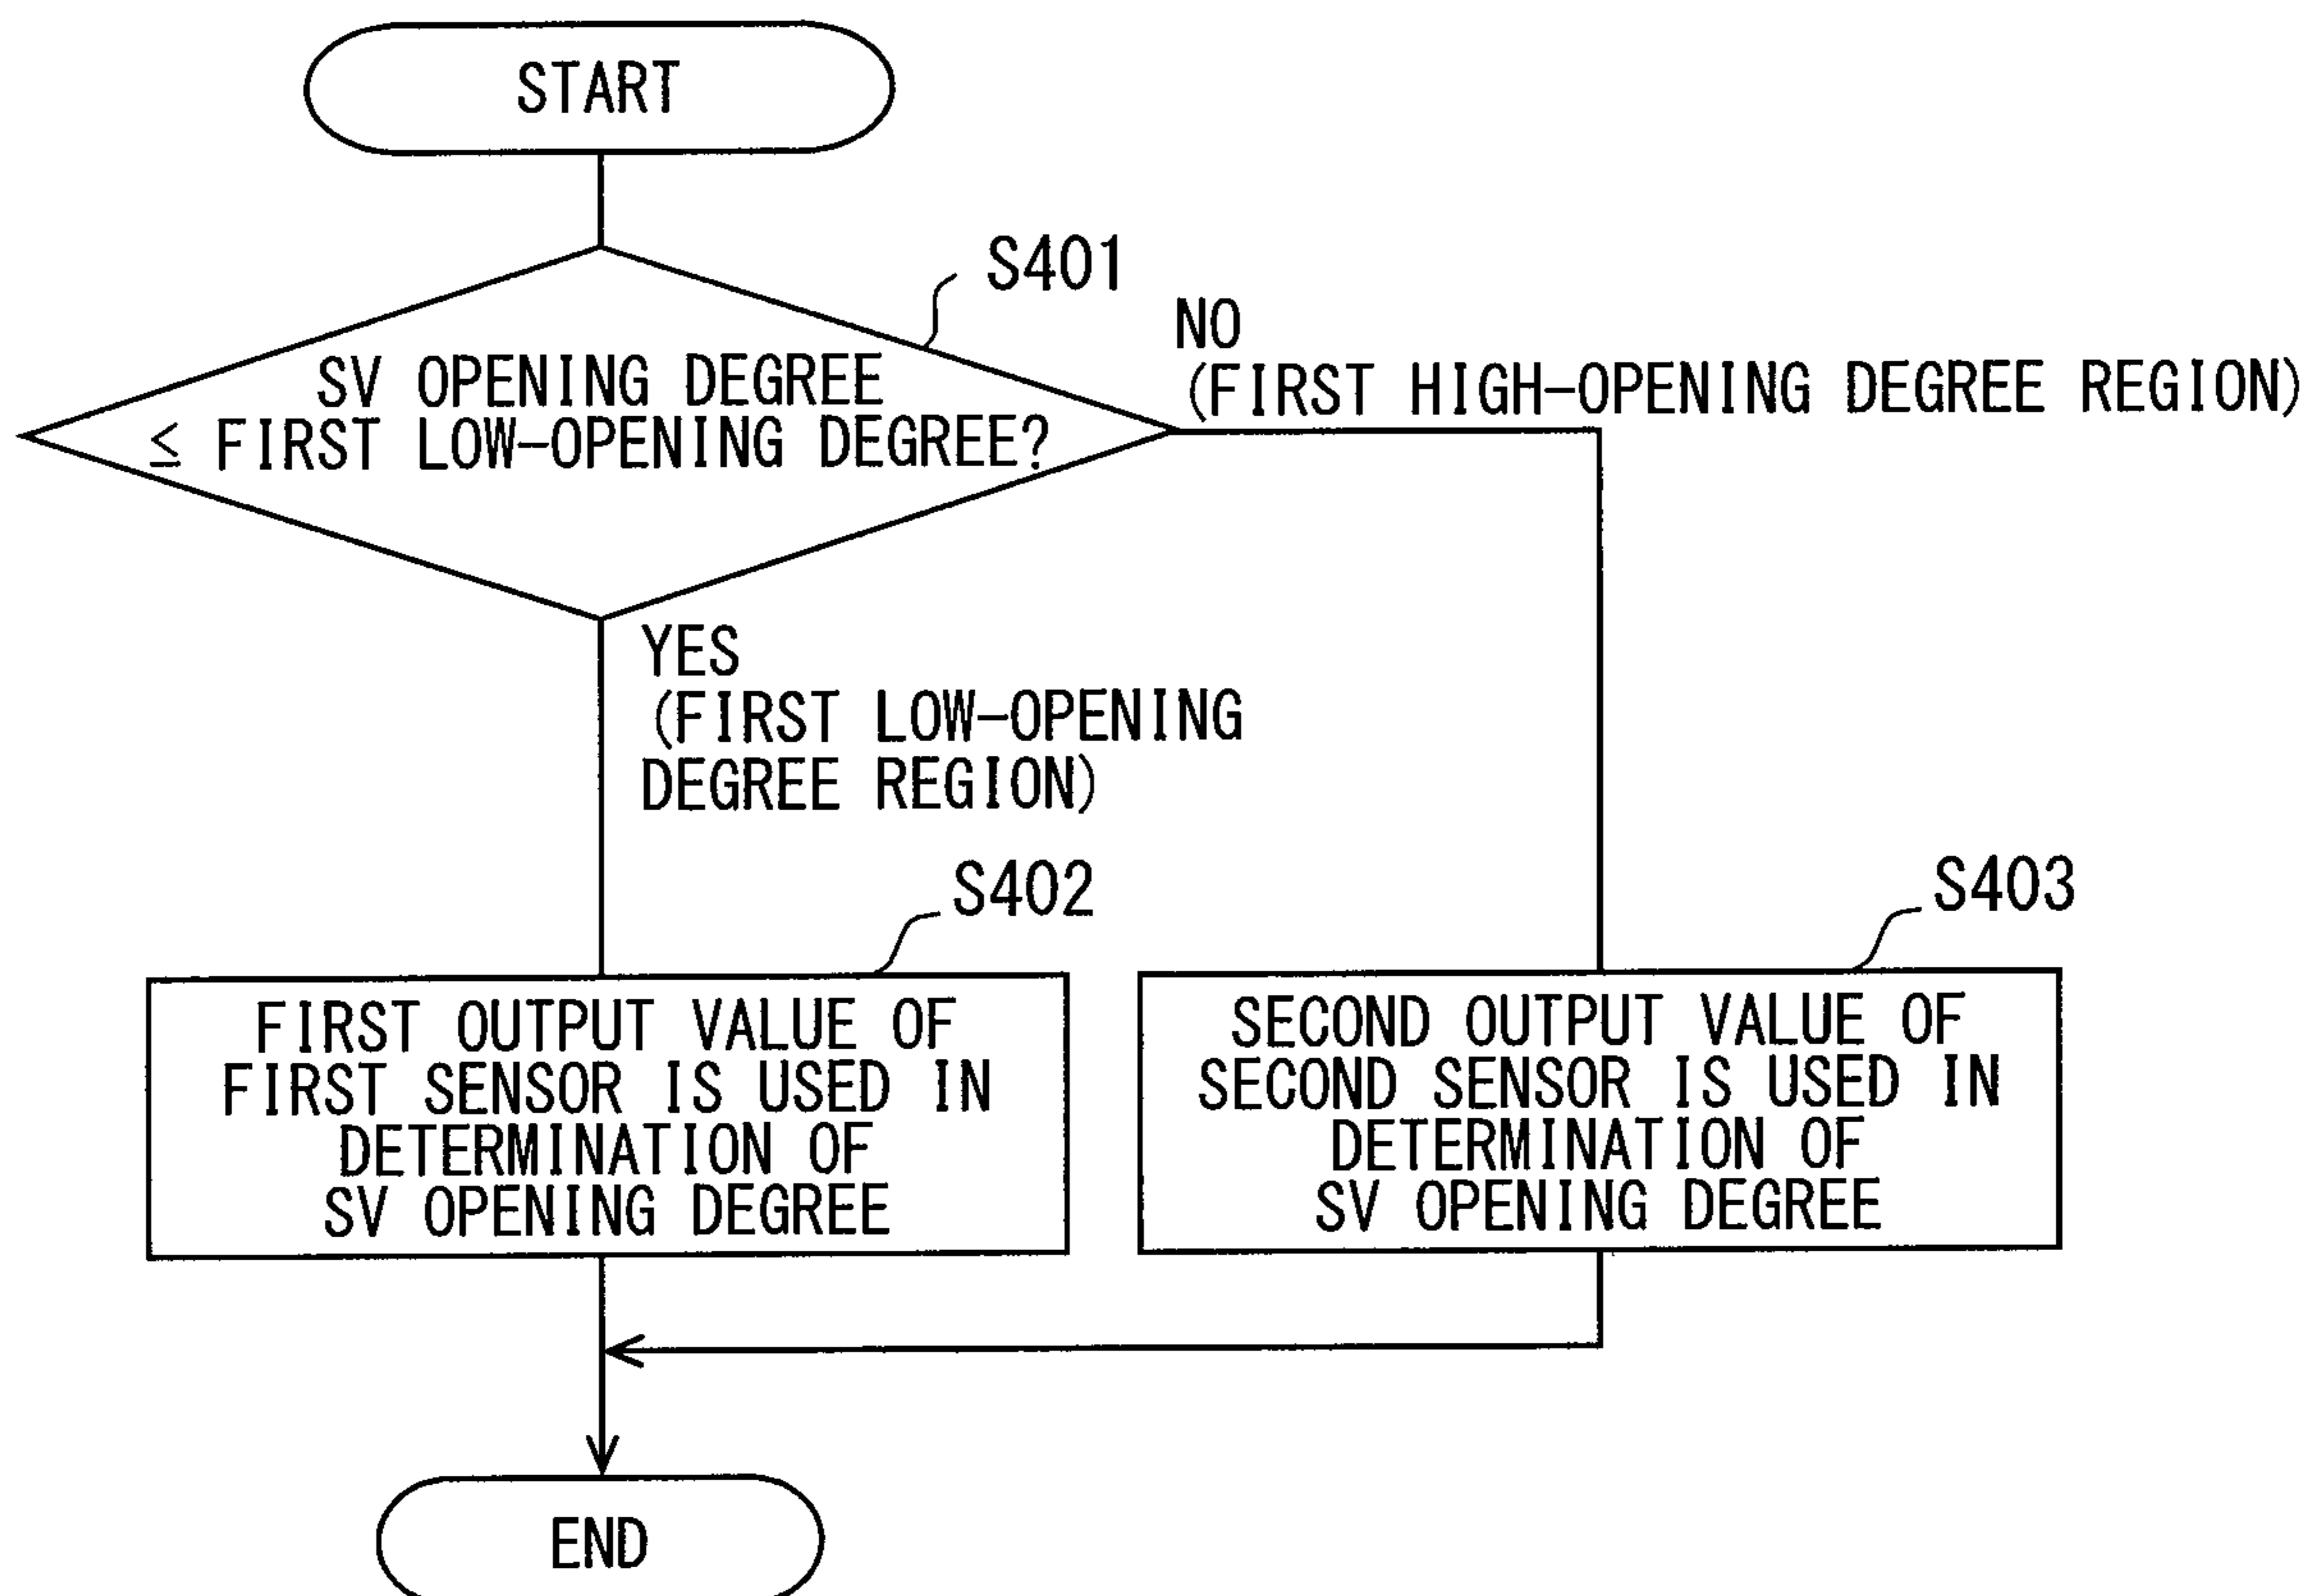 START
S401
SV OPENING DEGREE
≤ FIRST LOW-OPENING DEGREE?
NO
(FIRST HIGH-OPENING DEGREE REGION)
YES
(FIRST LOW-OPENING
DEGREE REGION)
S402
FIRST OUTPUT VALUE OF
FIRST SENSOR IS USED IN
DETERMINATION OF
SV OPENING DEGREE
S403
SECOND OUTPUT VALUE OF
SECOND SENSOR IS USED IN
DETERMINATION OF
SV OPENING DEGREE
END